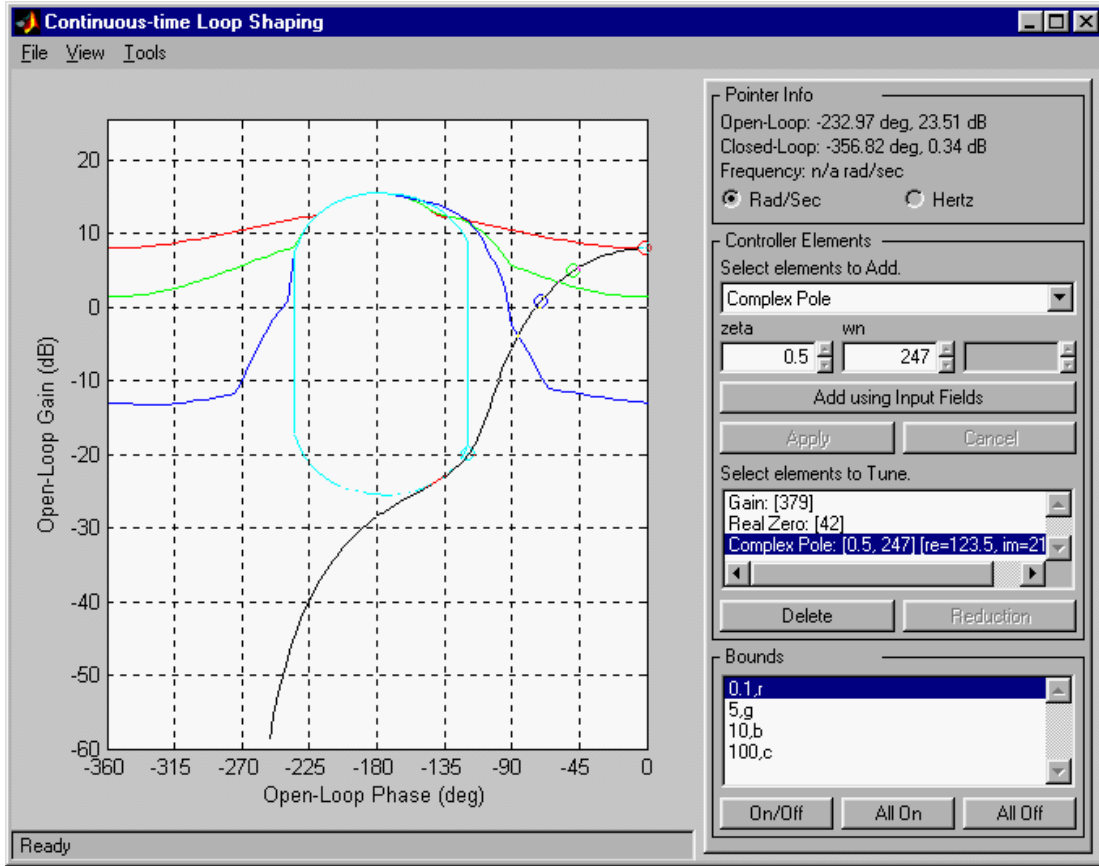 Continuous-time Loop Shaping
File View Tools
20
10
0
-10
-20
-30
-40
-50
-60
-360 -315 -270 -225 -180 -135 -90 -45 0
Open-Loop Gain (dB)
Open-Loop Phase (deg)
Ready
Pointer Info
Open-Loop: -232.97 deg, 23.51 dB
Closed-Loop: -356.82 deg, 0.34 dB
Frequency: n/a rad/sec
Rad/Sec Hertz
Controller Elements
Select elements to Add.
Complex Pole
zeta wn
0.5 247
Add using Input Fields
Apply Cancel
Select elements to Tune.
Gain: [379]
Real Zero: [42]
Complex Pole: [0.5, 247] [re=123.5, im=21
Delete Reduction
Bounds
0.1,r
5,g
10,b
100,c
On/Off All On All Off